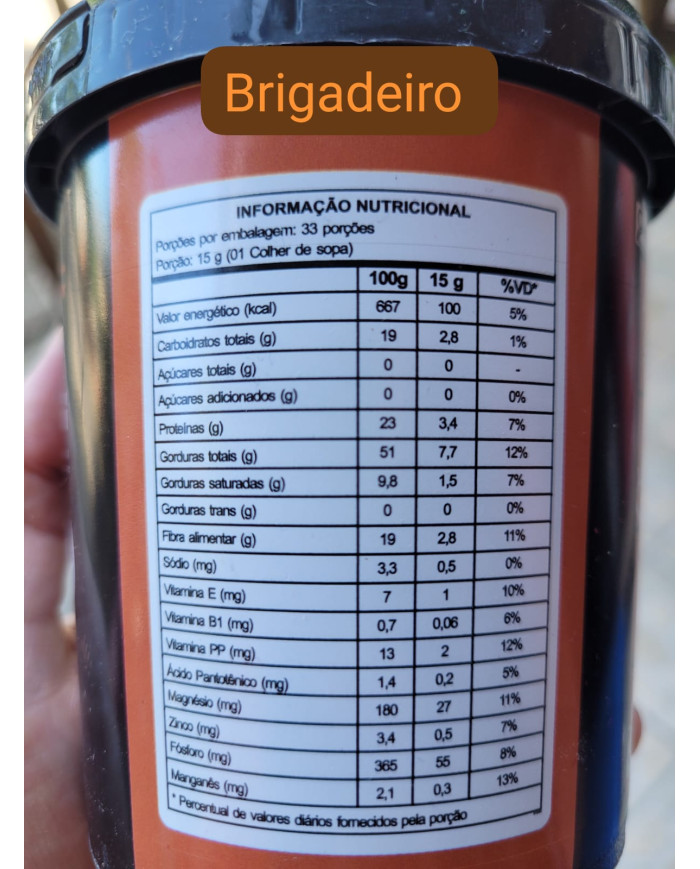 Brigadeiro
INFORMAÇÃO NUTRICIONAL
Porções por embalagem: 33 porções
Porção: 15 g (01 Colher de sopa)
100g 15 g %VD*
Valor energético (kcal) 667 100 5%
Carboidratos totais (g) 19 2,8 1%
Açúcares totais (g) 0 0 -
Açúcares adicionados (g) 0 0 0%
Proteínas (g) 23 3,4 7%
Gorduras totais (g) 51 7,7 12%
Gorduras saturadas (g) 9,8 1,5 7%
Gorduras trans (g) 0 0 0%
Fibra alimentar (g) 19 2,8 11%
Sódio (mg) 3,3 0,5 0%
Vitamina E (mg) 7 1 10%
Vitamina B1 (mg) 0,7 0,06 6%
Vitamina PP (mg) 13 2 12%
Ácido Pantotênico (mg) 1,4 0,2 5%
Magnésio (mg) 180 27 11%
Zinco (mg) 3,4 0,5 7%
Fósforo (mg) 365 55 8%
Manganês (mg) 2,1 0,3 13%
* Percentual de valores diários fornecidos pela porção